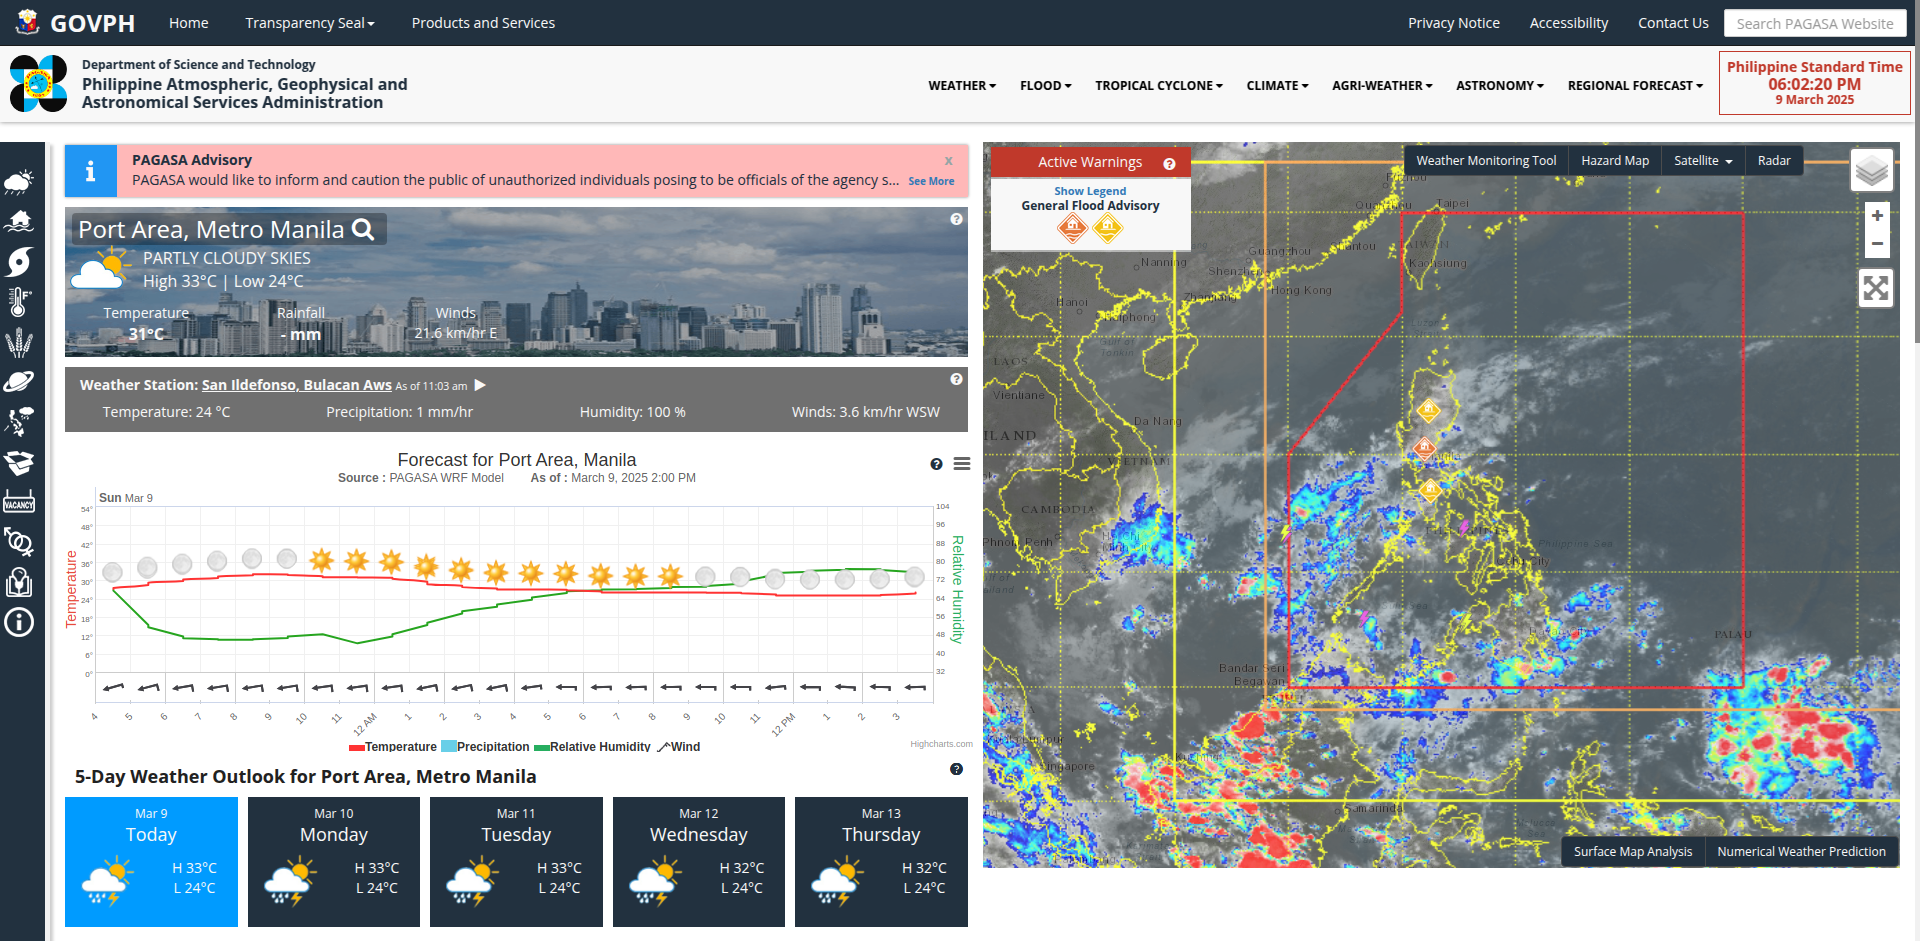 GOVPH
Home
Transparency Seal
Products and Services
Privacy Notice
Accessibility
Contact Us
Search PAGASA Website
Department of Science and Technology
Philippine Atmospheric, Geophysical and
Astronomical Services Administration
WEATHER
FLOOD
TROPICAL CYCLONE
CLIMATE
AGRI-WEATHER
ASTRONOMY
REGIONAL FORECAST
Philippine Standard Time
06:02:20 PM
9 March 2025
PAGASA Advisory
x
PAGASA would like to inform and caution the public of unauthorized individuals posing to be officials of the agency s... See More
Port Area, Metro Manila
PARTLY CLOUDY SKIES
High 33°C | Low 24°C
Temperature
31°C
Rainfall
- mm
Winds
21.6 km/hr E
Weather Station: San Ildefonso, Bulacan Aws As of 11:03 am
Temperature: 24 °C
Precipitation: 1 mm/hr
Humidity: 100 %
Winds: 3.6 km/hr WSW
Forecast for Port Area, Manila
Source : PAGASA WRF Model As of : March 9, 2025 2:00 PM
Sun Mar 9
Temperature
54°
48°
42°
36°
30°
24°
18°
12°
6°
0°
104
96
88
80
72
64
56
48
40
32
Relative Humidity
4 5 6 7 8 9 10 11 12 AM 1 2 3 4 5 6 7 8 9 10 11 12 PM 1 2 3
Temperature Precipitation Relative Humidity Wind
Highcharts.com
5-Day Weather Outlook for Port Area, Metro Manila
Mar 9
Today
H 33°C
L 24°C
Mar 10
Monday
H 33°C
L 24°C
Mar 11
Tuesday
H 33°C
L 24°C
Mar 12
Wednesday
H 32°C
L 24°C
Mar 13
Thursday
H 32°C
L 24°C
VACANCY
Active Warnings
Show Legend
General Flood Advisory
Weather Monitoring Tool
Hazard Map
Satellite
Radar
+
−
Taipei
Kaohsiung
Guangzhou
Shenzhen
Hong Kong
Nanning
Zhanjiang
Hanoi
Haiphong
Gulf of
Tonkin
LAOS
Vientiane
Da Nang
ILAND
VIETNAM
CAMBODIA
Phnom Penh
Philippine Sea
PALAU
Bandar Seri
Begawan
Singapore
Samarinda
Surface Map Analysis
Numerical Weather Prediction